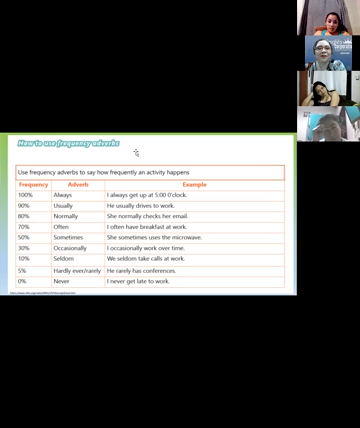 How to use frequency adverbs
Use frequency adverbs to say how frequently an activity happens
Frequency Adverb Example
100% Always I always get up at 5:00 0'clock.
90% Usually He usually drives to work.
80% Normally She normally checks her email.
70% Often I often have breakfast at work.
50% Sometimes She sometimes uses the microwave.
30% Occasionally I occasionally work over time.
10% Seldom We seldom take calls at work.
5% Hardly ever/rarely He rarely has conferences.
0% Never I never get late to work.